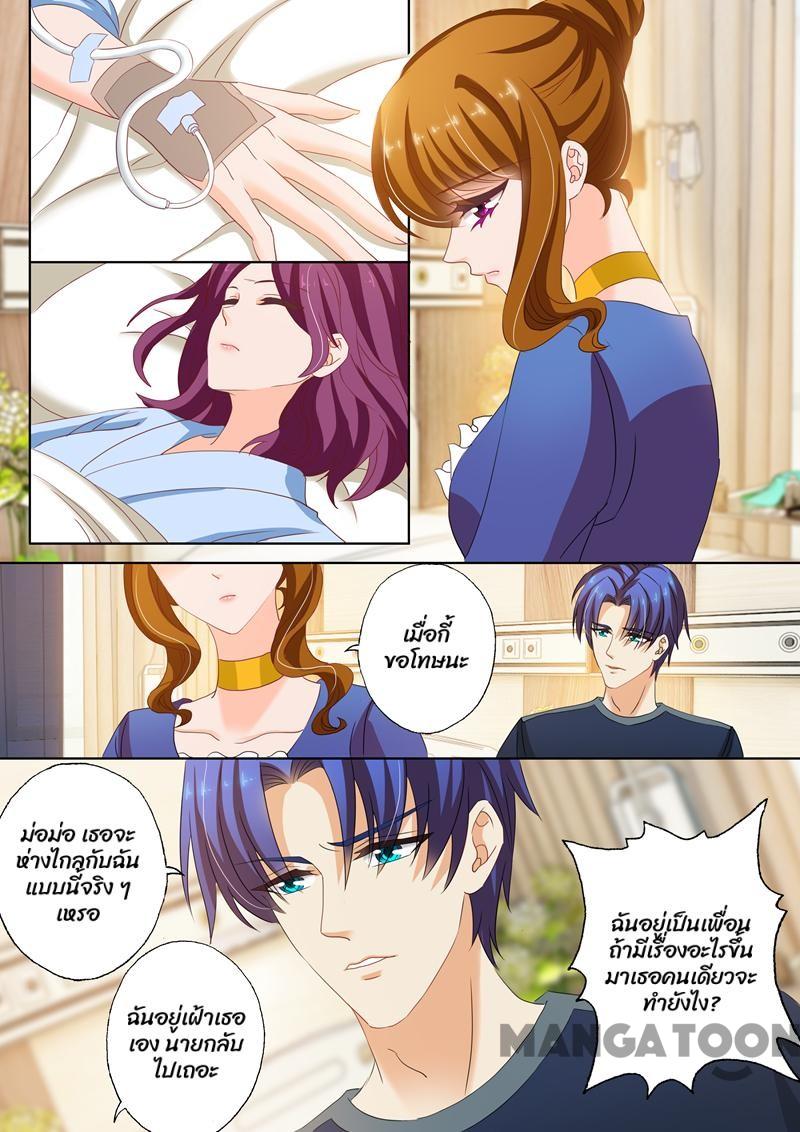 เมื่อกี้
ขอโทษนะ
ม่อม่อ เธอจะ
ห่างไกลกับฉัน
แบบนี้จริง ๆ
เหรอ
ฉันอยู่เฝ้าเธอ
เอง นายกลับ
ไปเถอะ
ฉันอยู่เป็นเพื่อน
ถ้ามีเรื่องอะไรขึ้น
มาเธอคนเดียวจะ
ทำยังไง?
MANGATOON